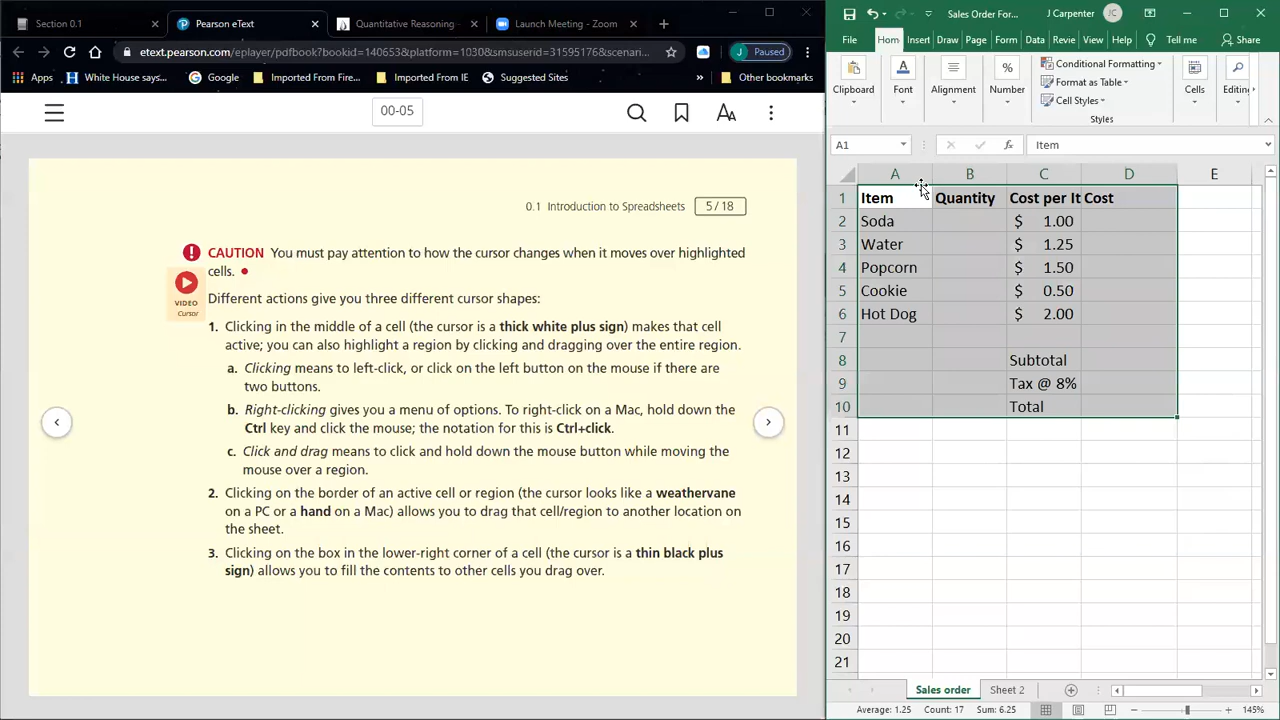 Section 0.1
Pearson eText
Quantitative Reasoning -
Launch Meeting - Zoom
etext.pearson.com/eplayer/pdfbook?bookid=140653&platform=1030&smsuserid=31595176&scenari...
J Paused
Apps
White House says...
Google
Imported From Fire...
Imported From IE
Suggested Sites
»
Other bookmarks
00-05
0.1 Introduction to Spreadsheets 5 / 18
! CAUTION You must pay attention to how the cursor changes when it moves over highlighted
cells.
VIDEO
Cursor
Different actions give you three different cursor shapes:
1. Clicking in the middle of a cell (the cursor is a thick white plus sign) makes that cell
active; you can also highlight a region by clicking and dragging over the entire region.
a. Clicking means to left-click, or click on the left button on the mouse if there are
two buttons.
b. Right-clicking gives you a menu of options. To right-click on a Mac, hold down the
Ctrl key and click the mouse; the notation for this is Ctrl+click.
c. Click and drag means to click and hold down the mouse button while moving the
mouse over a region.
2. Clicking on the border of an active cell or region (the cursor looks like a weathervane
on a PC or a hand on a Mac) allows you to drag that cell/region to another location on
the sheet.
3. Clicking on the box in the lower-right corner of a cell (the cursor is a thin black plus
sign) allows you to fill the contents to other cells you drag over.
Sales Order For... J Carpenter JC
File Hom Insert Draw Page Form Data Revie View Tell me Share
Clipboard
Font
Alignment
Number
Conditional Formatting
Format as Table
Cell Styles
Styles
Cells
Editing
A1 fx Item
A B C D E
1 Item Quantity Cost per It Cost
2 Soda $ 1.00
3 Water $ 1.25
4 Popcorn $ 1.50
5 Cookie $ 0.50
6 Hot Dog $ 2.00
7
8 Subtotal
9 Tax @ 8%
10 Total
11
12
13
14
15
16
17
18
19
20
21
Sales order Sheet 2
Average: 1.25 Count: 17 Sum: 6.25 145%